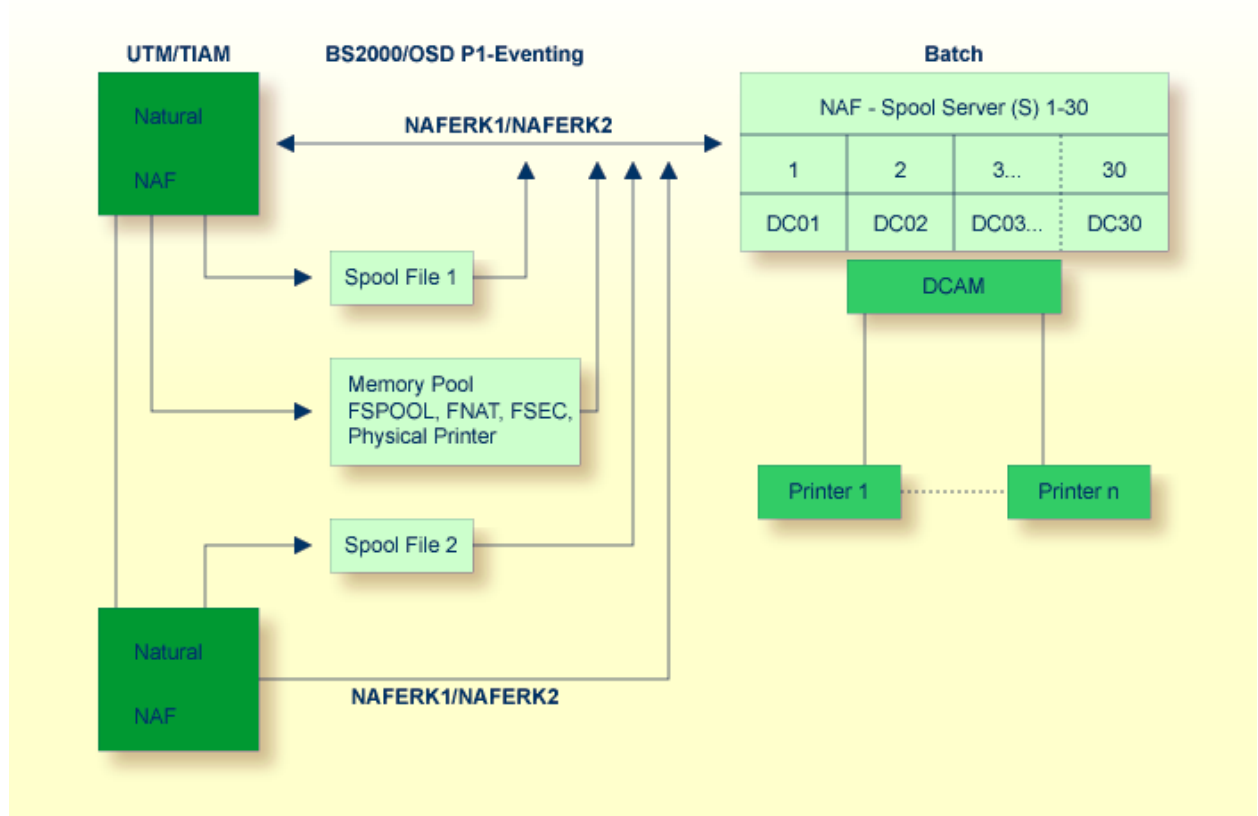 UTM/TIAM
BS2000/OSD P1-Eventing
Batch
Natural
NAF
NAFERK1/NAFERK2
NAF - Spool Server (S) 1-30
1
2
3...
30
DC01
DC02
DC03...
DC30
Spool File 1
DCAM
Memory Pool
FSPOOL, FNAT, FSEC,
Physical Printer
Printer 1
Printer n
Spool File 2
Natural
NAF
NAFERK1/NAFERK2